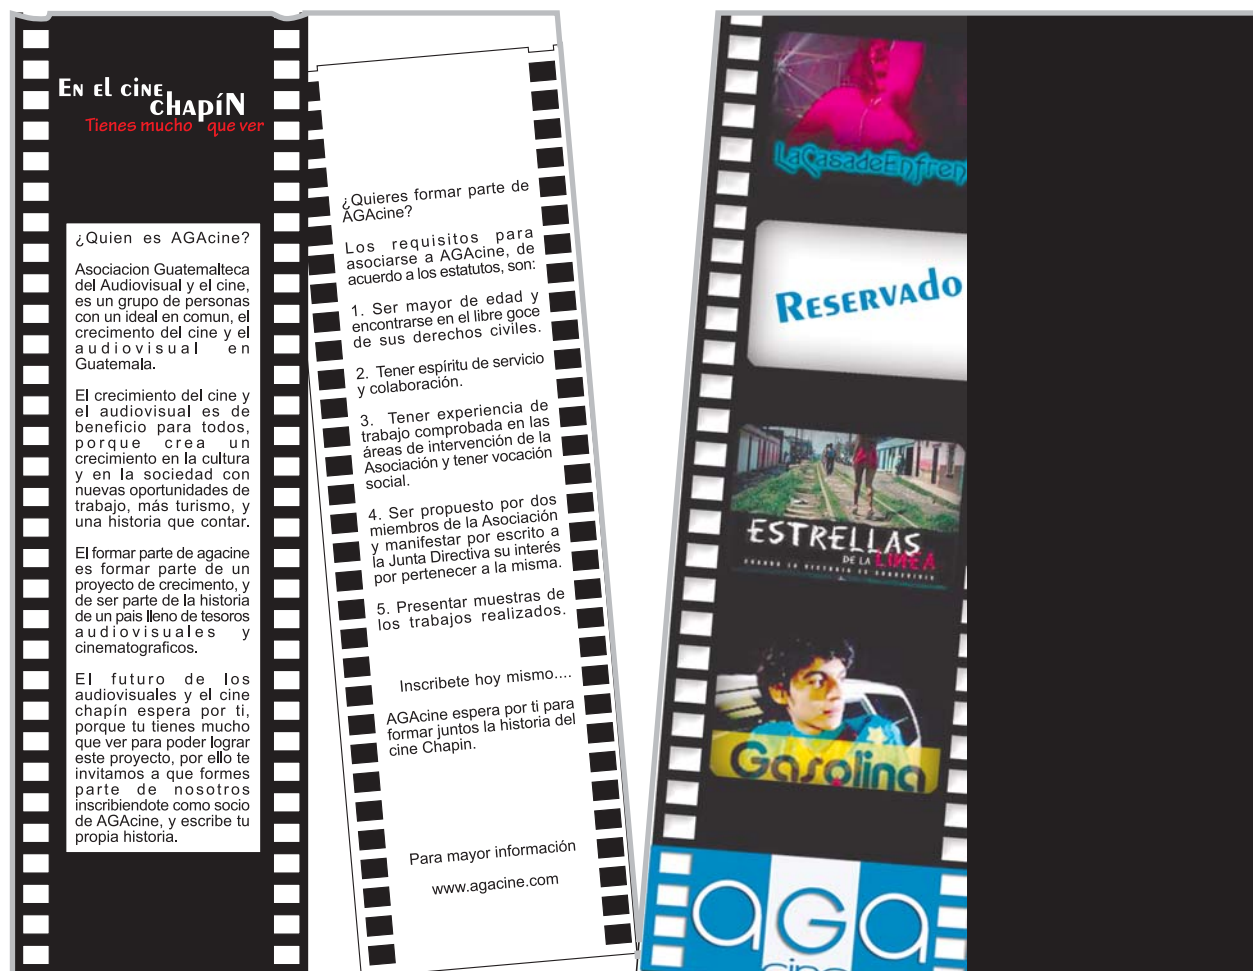 En el cine
chapíN
Tienes mucho que ver
¿Quien es AGAcine?
Asociacion Guatemalteca
del Audiovisual y el cine,
es un grupo de personas
con un ideal en comun, el
crecimento del cine y el
audiovisual en
Guatemala.
El crecimiento del cine y
el audiovisual es de
beneficio para todos,
porque crea un
crecimiento en la cultura
y en la sociedad con
nuevas oportunidades de
trabajo, más turismo, y
una historia que contar.
El formar parte de agacine
es formar parte de un
proyecto de crecimento, y
de ser parte de la historia
de un pais lleno de tesoros
audiovisuales y
cinematograficos.
El futuro de los
audiovisuales y el cine
chapín espera por ti,
porque tu tienes mucho
que ver para poder lograr
este proyecto, por ello te
invitamos a que formes
parte de nosotros
inscribiendote como socio
de AGAcine, y escribe tu
propia historia.
¿Quieres formar parte de
AGAcine?
Los requisitos para
asociarse a AGAcine, de
acuerdo a los estatutos, son:
1. Ser mayor de edad y
encontrarse en el libre goce
de sus derechos civiles.
2. Tener espíritu de servicio
y colaboración.
3. Tener experiencia de
trabajo comprobada en las
áreas de intervención de la
Asociación y tener vocación
social.
4. Ser propuesto por dos
miembros de la Asociación
y manifestar por escrito a
la Junta Directiva su interés
por pertenecer a la misma.
5. Presentar muestras de
los trabajos realizados.
Inscribete hoy mismo....
AGAcine espera por ti para
formar juntos la historia del
cine Chapin.
Para mayor información
www.agacine.com
LaCasadeEnfren
Reservado
ESTRELLAS
DE LA LINEA
Gasolina
aGa
cine